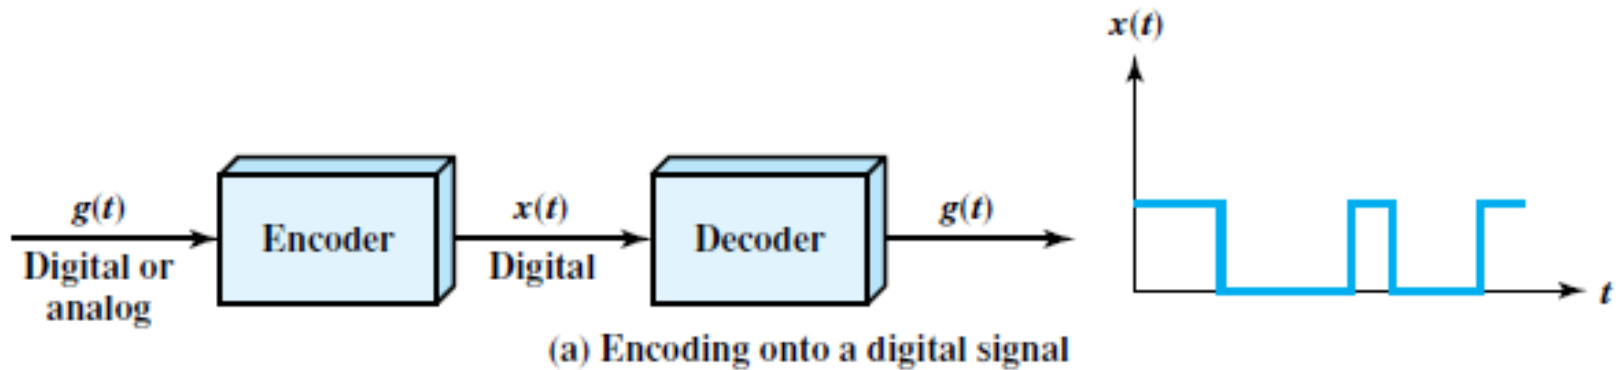 g(t)
Digital or
analog
Encoder
x(t)
Digital
Decoder
g(t)
x(t)
t
(a) Encoding onto a digital signal